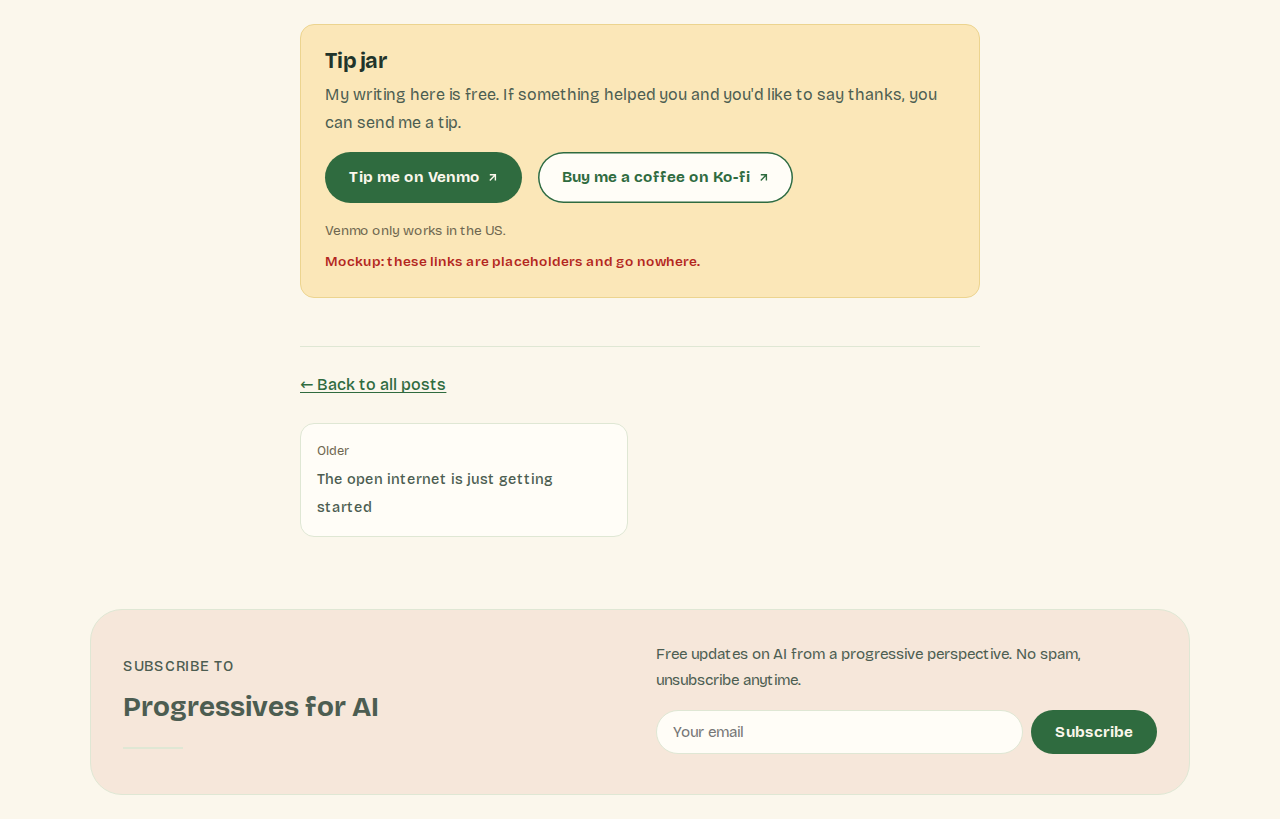 Tip jar
My writing here is free. If something helped you and you'd like to say thanks, you
can send me a tip.
Tip me on Venmo ↗
Buy me a coffee on Ko-fi ↗
Venmo only works in the US.
Mockup: these links are placeholders and go nowhere.
← Back to all posts
Older
The open internet is just getting
started
SUBSCRIBE TO
Progressives for AI
Free updates on AI from a progressive perspective. No spam,
unsubscribe anytime.
Your email
Subscribe